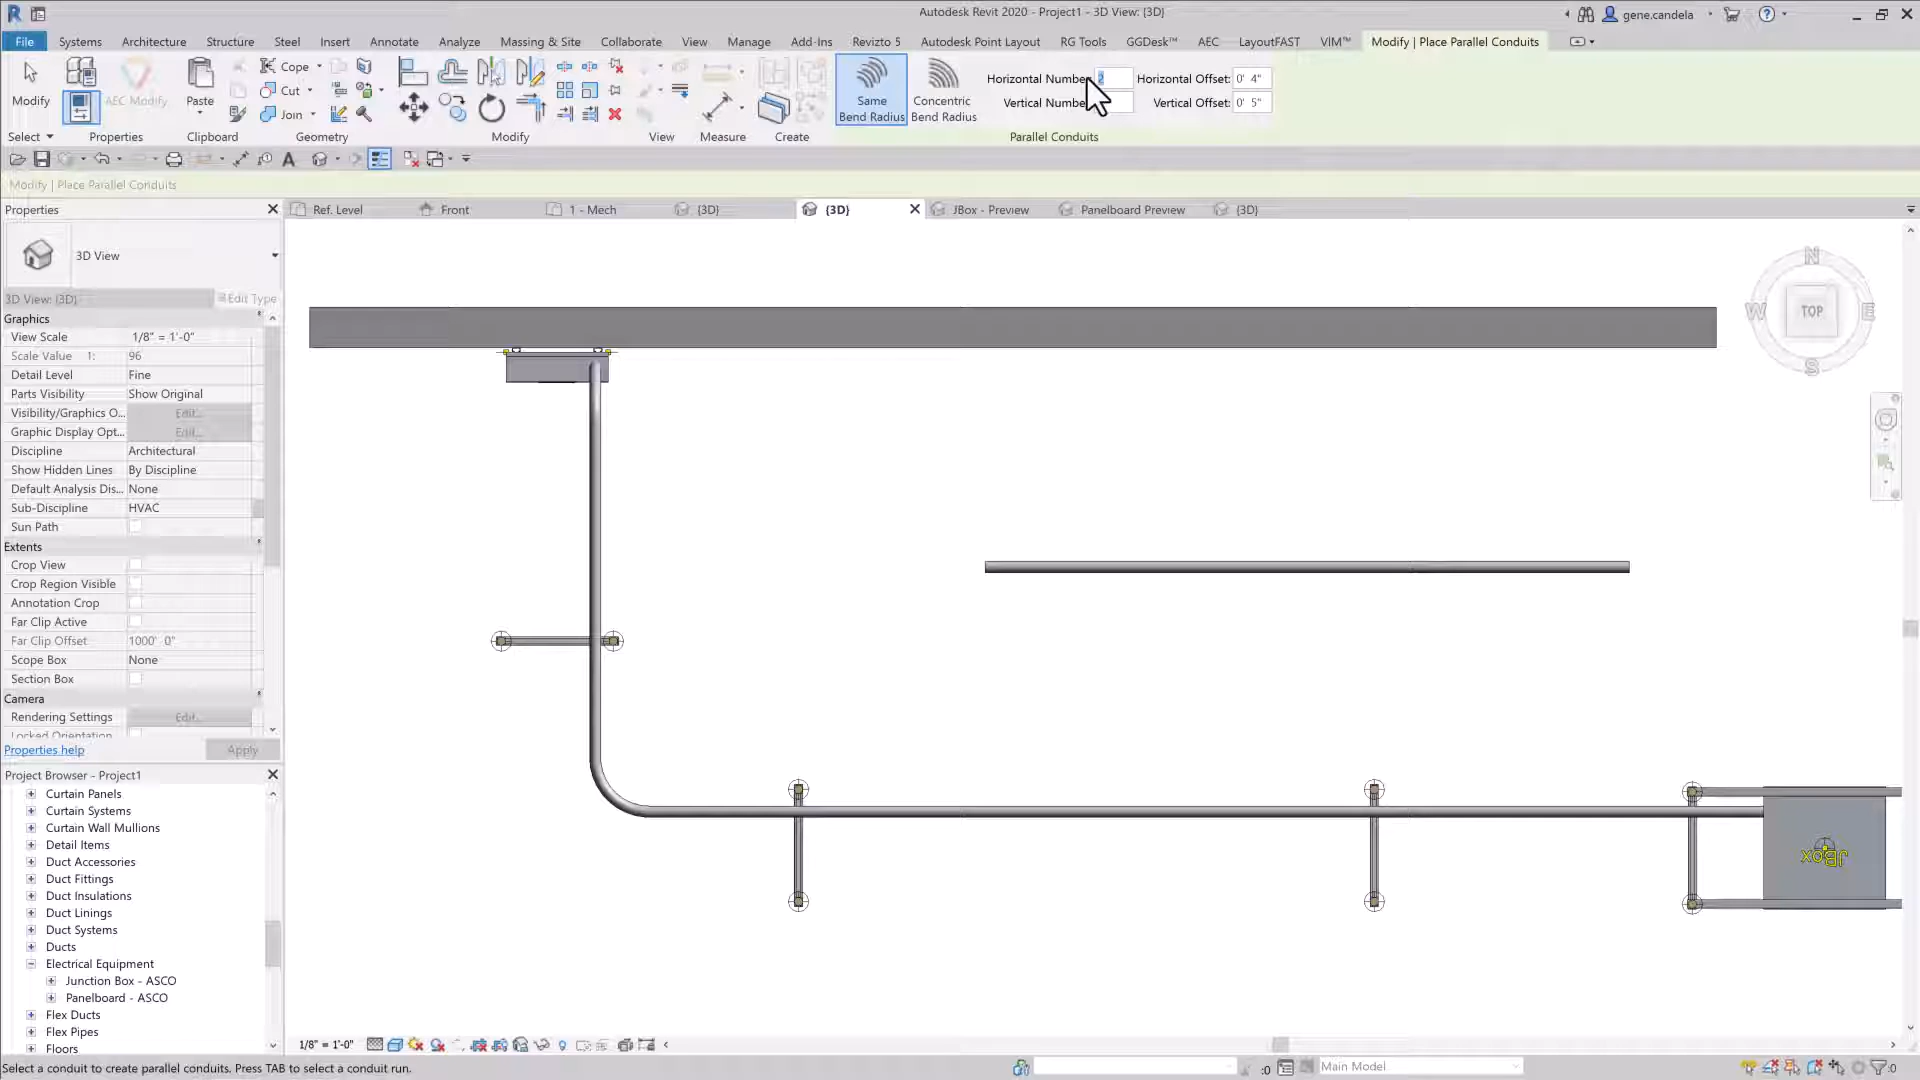 Autodesk Revit 2020 - Project1 - 3D View: {3D}
gene.candela
File Systems Architecture Structure Steel Insert Annotate Analyze Massing & Site Collaborate View Manage Add-Ins Revizto 5 Autodesk Point Layout RG Tools GGDesk™ AEC LayoutFAST VIM™ Modify | Place Parallel Conduits
Modify
AEC Modify
Paste
Cope
Cut
Join
Same Bend Radius
Concentric Bend Radius
Horizontal Number 2 Horizontal Offset: 0' 4"
Vertical Numbe Vertical Offset: 0' 5"
Select Properties Clipboard Geometry Modify View Measure Create Parallel Conduits
Modify | Place Parallel Conduits
Properties
Ref. Level Front 1 - Mech {3D} {3D} JBox - Preview Panelboard Preview {3D}
3D View
3D View: {3D} Edit Type
Graphics
View Scale 1/8" = 1'-0"
Scale Value 1: 96
Detail Level Fine
Parts Visibility Show Original
Visibility/Graphics O... Edit...
Graphic Display Opt... Edit...
Discipline Architectural
Show Hidden Lines By Discipline
Default Analysis Dis... None
Sub-Discipline HVAC
Sun Path
Extents
Crop View
Crop Region Visible
Annotation Crop
Far Clip Active
Far Clip Offset 1000' 0"
Scope Box None
Section Box
Camera
Rendering Settings Edit...
Locked Orientation
Properties help Apply
Project Browser - Project1
Curtain Panels
Curtain Systems
Curtain Wall Mullions
Detail Items
Duct Accessories
Duct Fittings
Duct Insulations
Duct Linings
Duct Systems
Ducts
Electrical Equipment
Junction Box - ASCO
Panelboard - ASCO
Flex Ducts
Flex Pipes
Floors
N
W TOP E
S
JBox
1/8" = 1'-0"
Select a conduit to create parallel conduits. Press TAB to select a conduit run.
:0 Main Model :0